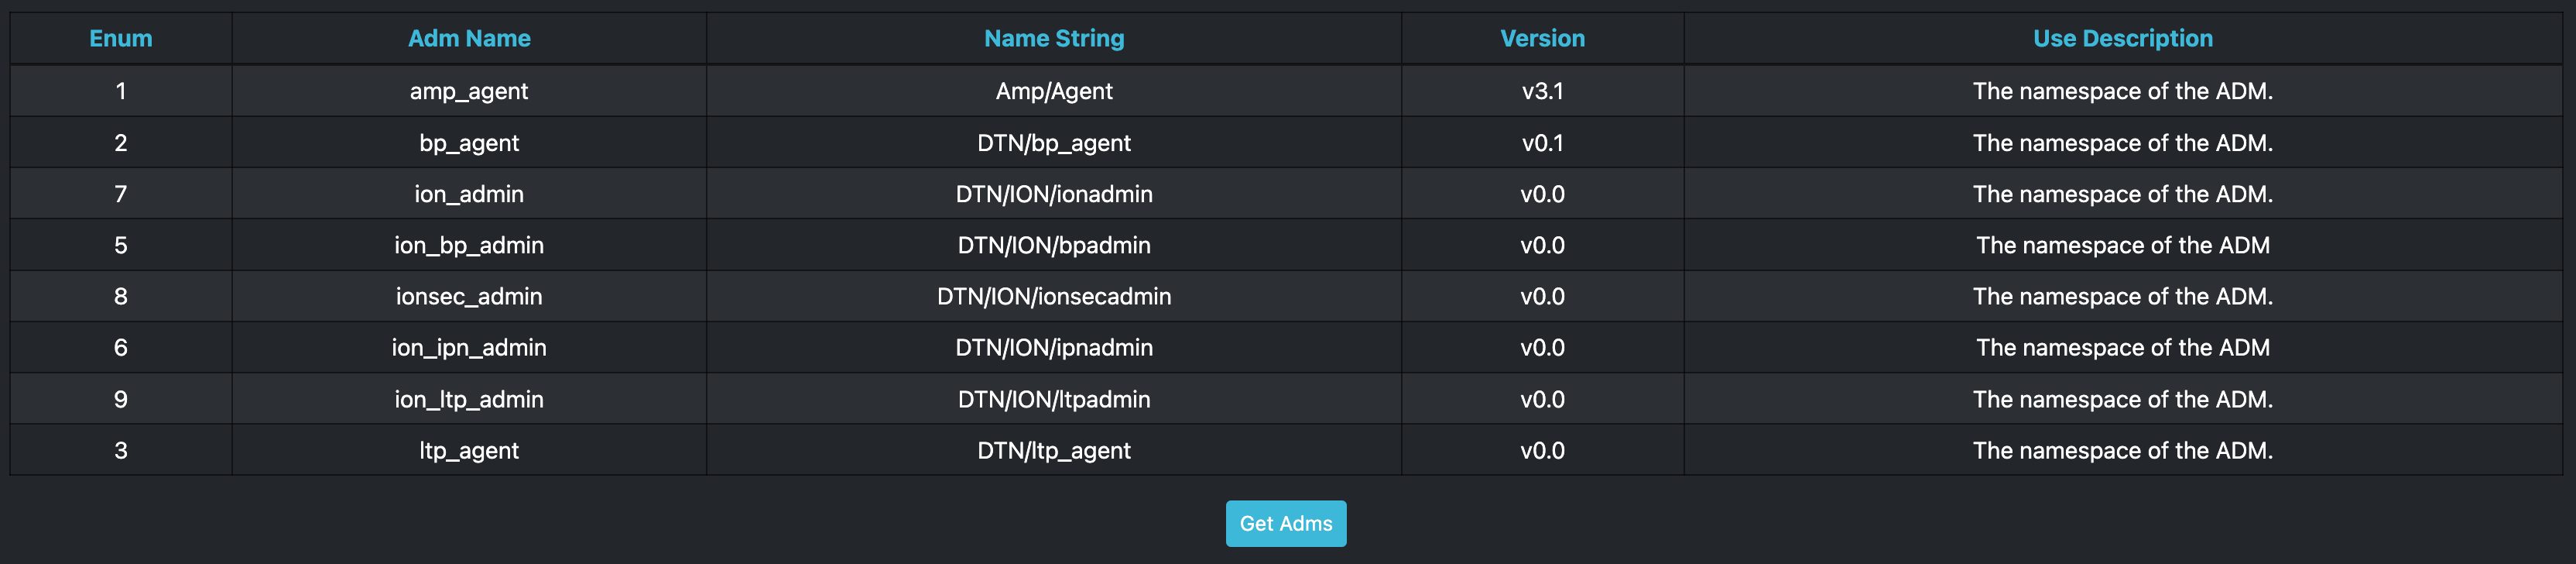 Enum Adm Name Name String Version Use Description
1 amp_agent Amp/Agent v3.1 The namespace of the ADM.
2 bp_agent DTN/bp_agent v0.1 The namespace of the ADM.
7 ion_admin DTN/ION/ionadmin v0.0 The namespace of the ADM.
5 ion_bp_admin DTN/ION/bpadmin v0.0 The namespace of the ADM
8 ionsec_admin DTN/ION/ionsecadmin v0.0 The namespace of the ADM.
6 ion_ipn_admin DTN/ION/ipnadmin v0.0 The namespace of the ADM
9 ion_ltp_admin DTN/ION/ltpadmin v0.0 The namespace of the ADM.
3 ltp_agent DTN/ltp_agent v0.0 The namespace of the ADM.
Get Adms